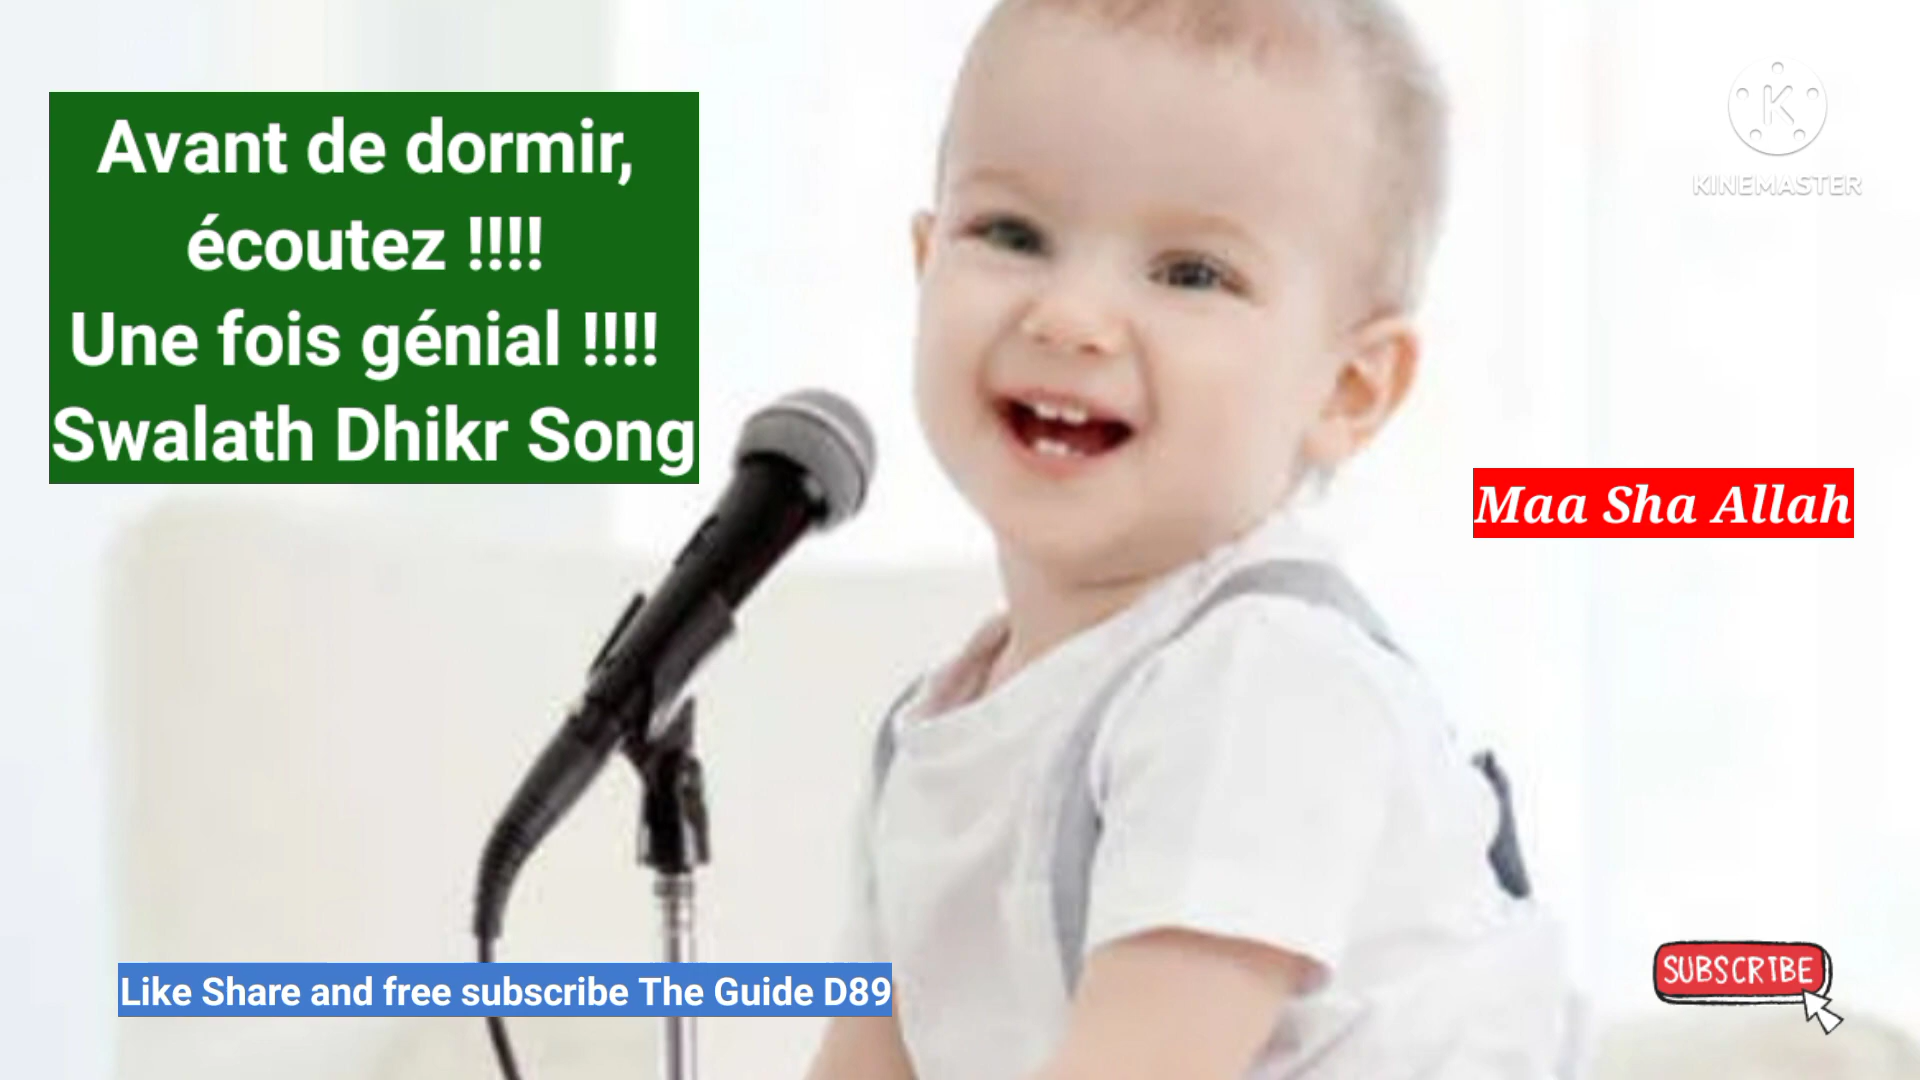 Avant de dormir,
écoutez !!!!
Une fois génial !!!!
Swalath Dhikr Song
K
KINEMASTER
Maa Sha Allah
Like Share and free subscribe The Guide D89
SUBSCRIBE